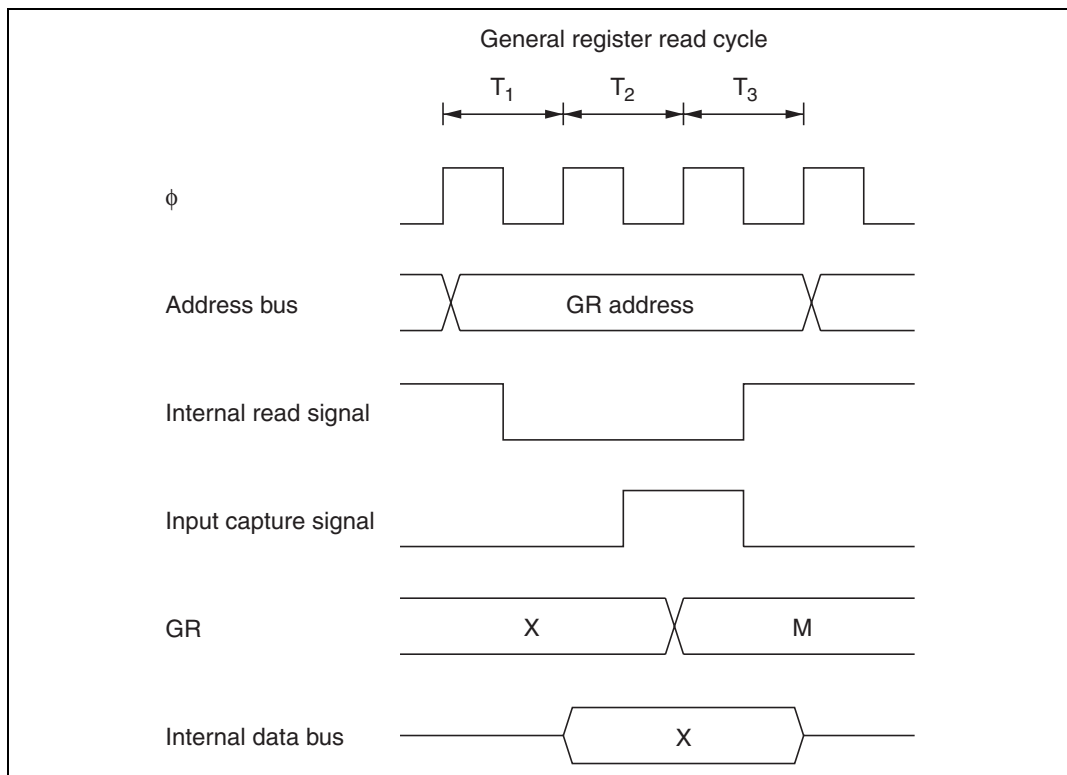 General register read cycle
T1 T2 T3
φ
Address bus GR address
Internal read signal
Input capture signal
GR X M
Internal data bus X